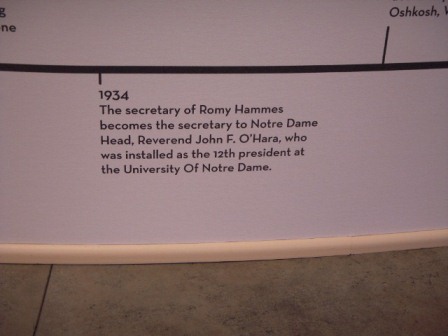 g
ne
Oshkosh,
1934
The secretary of Romy Hammes
becomes the secretary to Notre Dame
Head, Reverend John F. O'Hara, who
was installed as the 12th president at
the University Of Notre Dame.